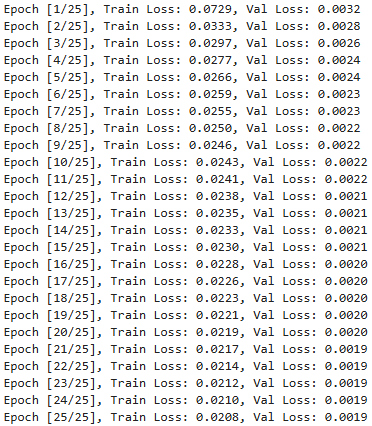 Epoch [1/25], Train Loss: 0.0729, Val Loss: 0.0032
Epoch [2/25], Train Loss: 0.0333, Val Loss: 0.0028
Epoch [3/25], Train Loss: 0.0297, Val Loss: 0.0026
Epoch [4/25], Train Loss: 0.0277, Val Loss: 0.0024
Epoch [5/25], Train Loss: 0.0266, Val Loss: 0.0024
Epoch [6/25], Train Loss: 0.0259, Val Loss: 0.0023
Epoch [7/25], Train Loss: 0.0255, Val Loss: 0.0023
Epoch [8/25], Train Loss: 0.0250, Val Loss: 0.0022
Epoch [9/25], Train Loss: 0.0246, Val Loss: 0.0022
Epoch [10/25], Train Loss: 0.0243, Val Loss: 0.0022
Epoch [11/25], Train Loss: 0.0241, Val Loss: 0.0022
Epoch [12/25], Train Loss: 0.0238, Val Loss: 0.0021
Epoch [13/25], Train Loss: 0.0235, Val Loss: 0.0021
Epoch [14/25], Train Loss: 0.0233, Val Loss: 0.0021
Epoch [15/25], Train Loss: 0.0230, Val Loss: 0.0021
Epoch [16/25], Train Loss: 0.0228, Val Loss: 0.0020
Epoch [17/25], Train Loss: 0.0226, Val Loss: 0.0020
Epoch [18/25], Train Loss: 0.0223, Val Loss: 0.0020
Epoch [19/25], Train Loss: 0.0221, Val Loss: 0.0020
Epoch [20/25], Train Loss: 0.0219, Val Loss: 0.0020
Epoch [21/25], Train Loss: 0.0217, Val Loss: 0.0019
Epoch [22/25], Train Loss: 0.0214, Val Loss: 0.0019
Epoch [23/25], Train Loss: 0.0212, Val Loss: 0.0019
Epoch [24/25], Train Loss: 0.0210, Val Loss: 0.0019
Epoch [25/25], Train Loss: 0.0208, Val Loss: 0.0019